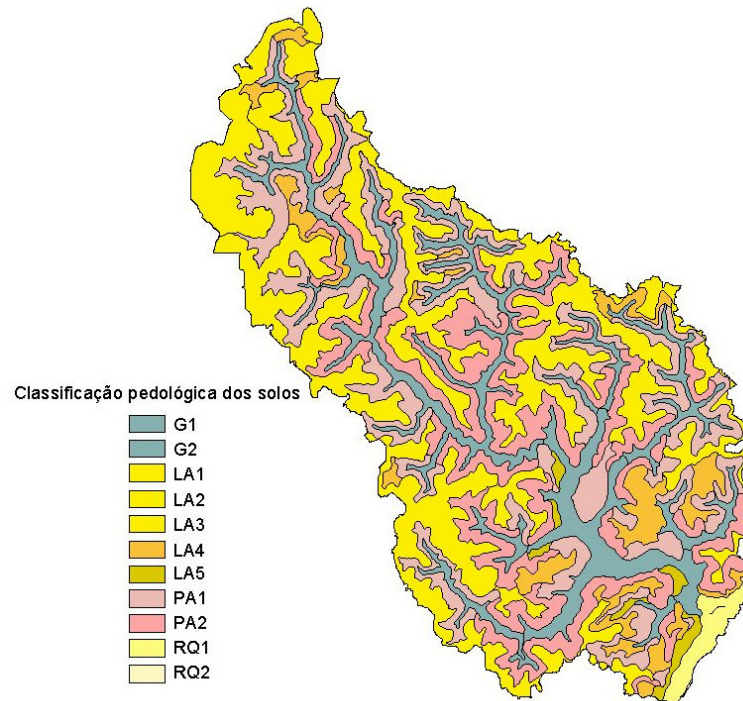 Classificação pedológica dos solos
G1
G2
LA1
LA2
LA3
LA4
LA5
PA1
PA2
RQ1
RQ2